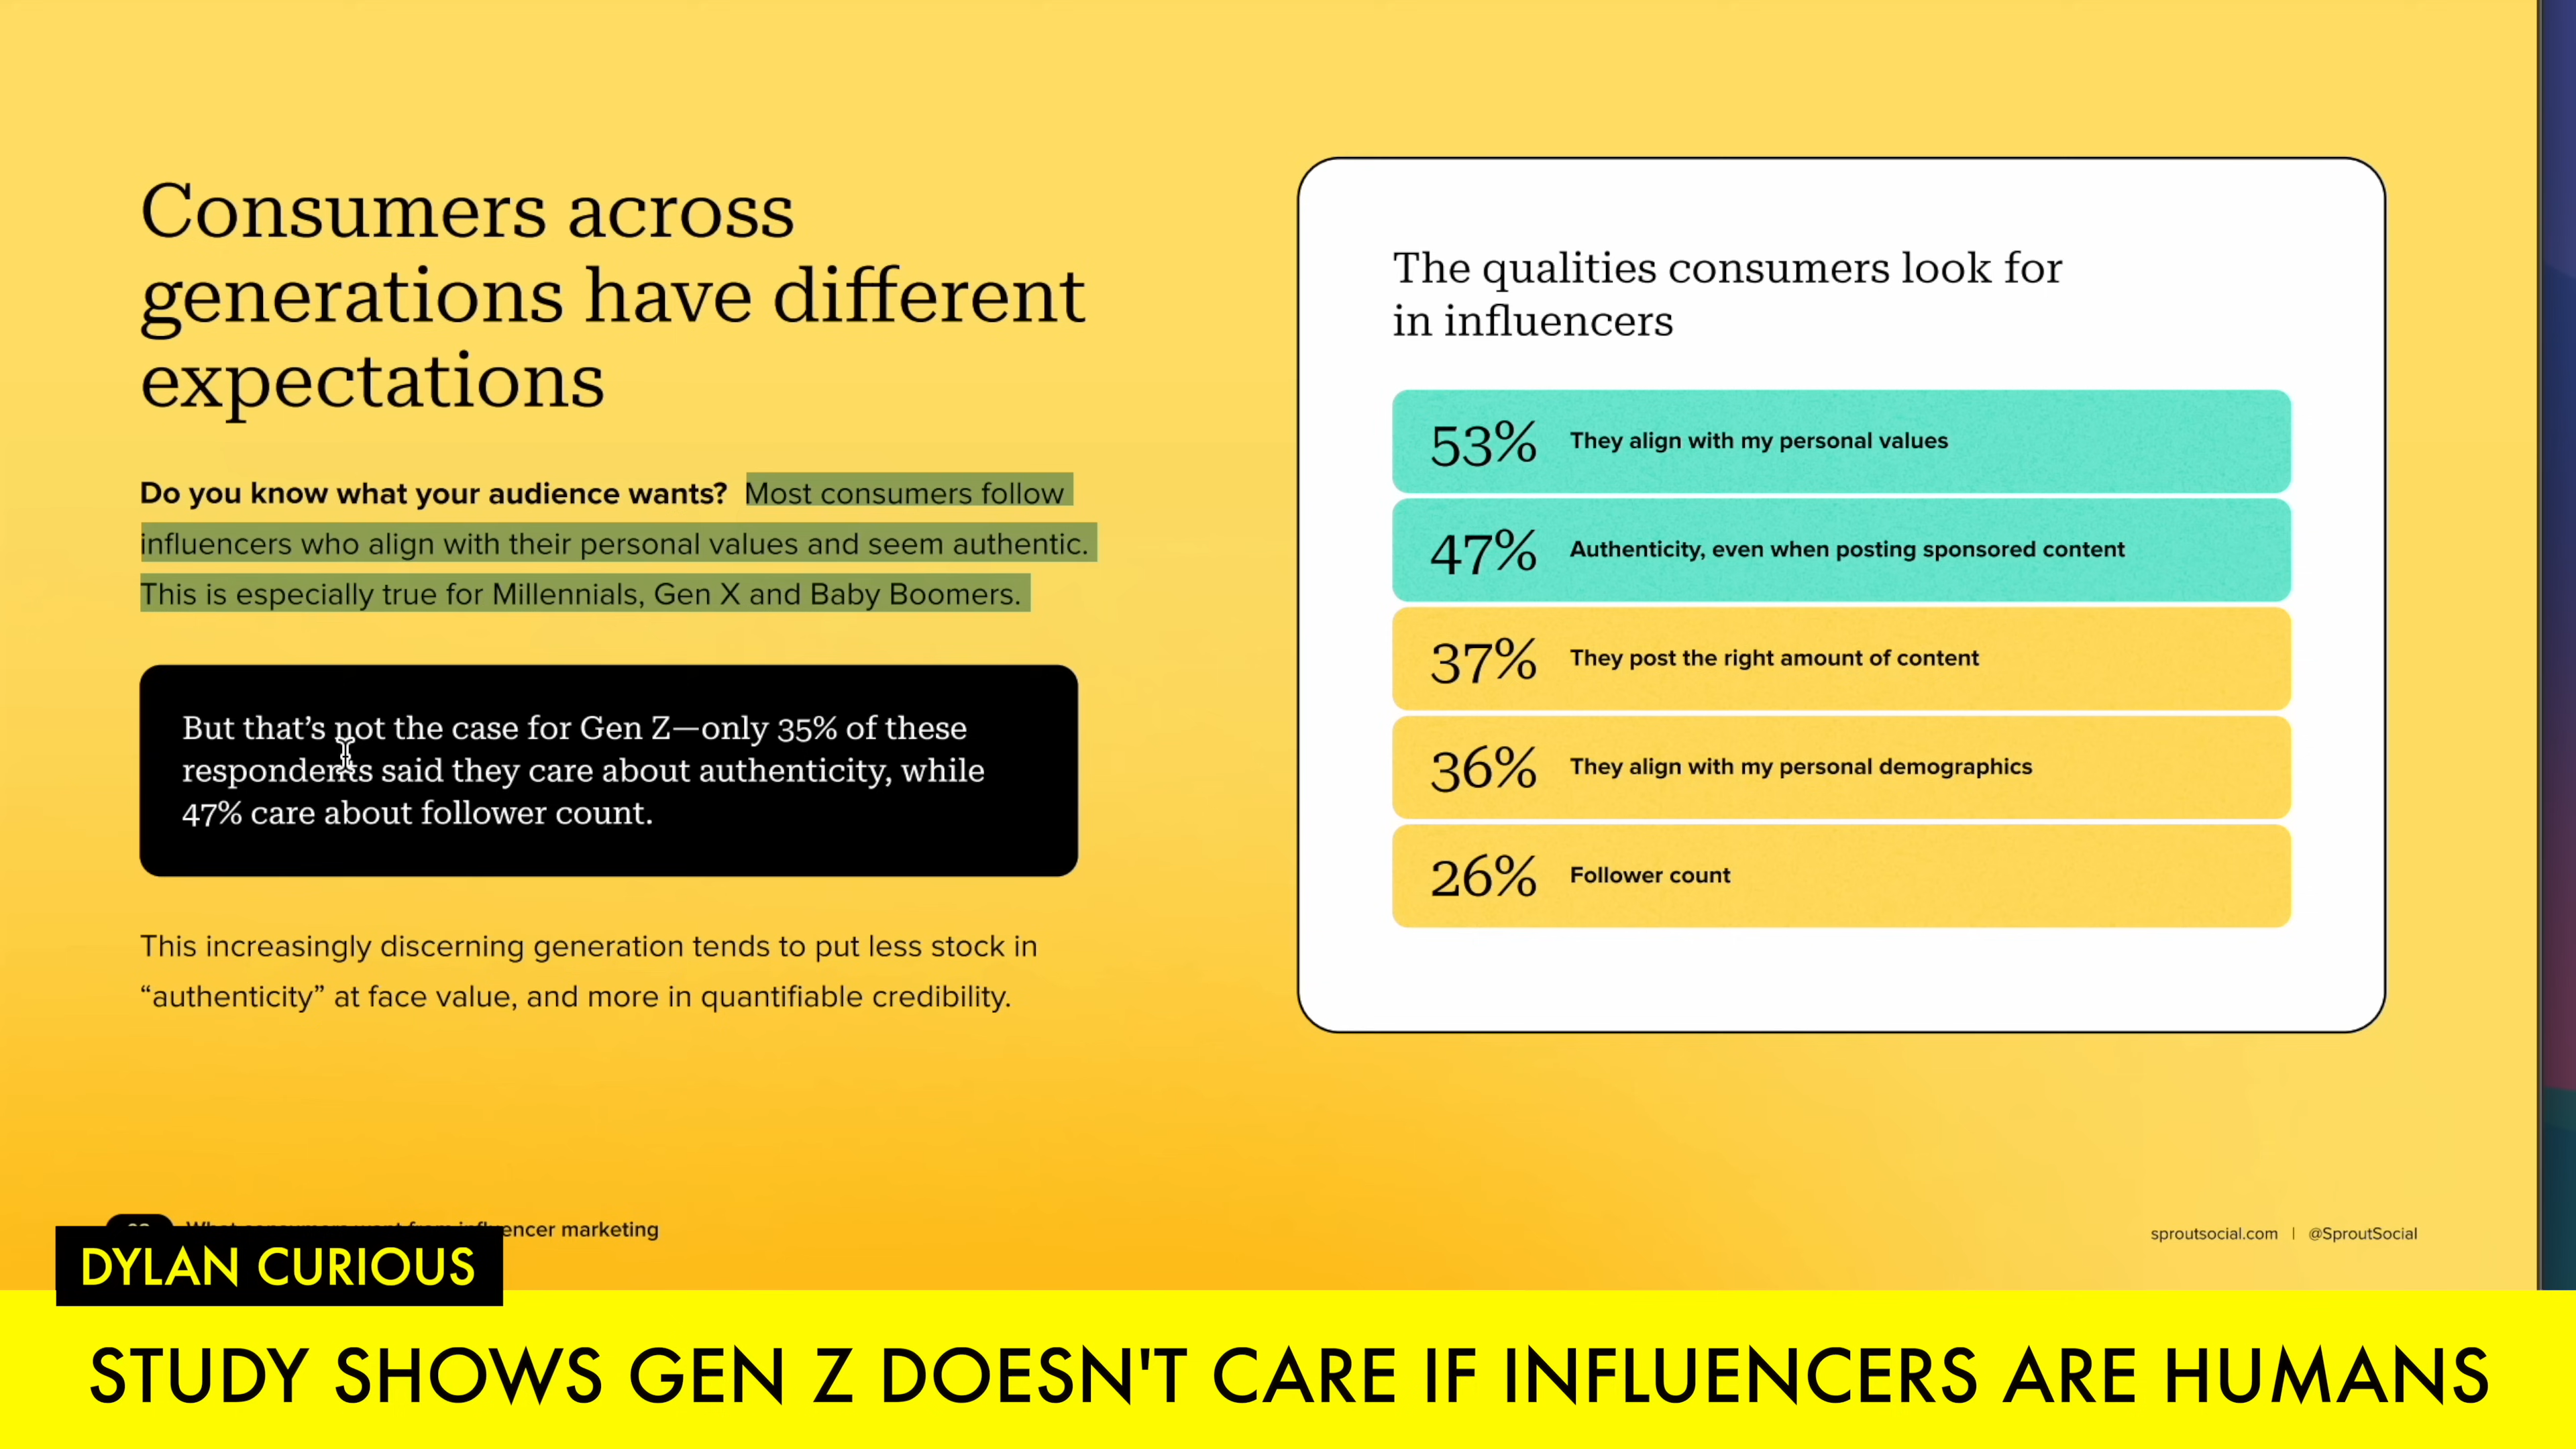 Consumers across
generations have different
expectations
Do you know what your audience wants? Most consumers follow
influencers who align with their personal values and seem authentic.
This is especially true for Millennials, Gen X and Baby Boomers.
But that’s not the case for Gen Z—only 35% of these
respondents said they care about authenticity, while
47% care about follower count.
This increasingly discerning generation tends to put less stock in
“authenticity” at face value, and more in quantifiable credibility.
The qualities consumers look for
in influencers
53% They align with my personal values
47% Authenticity, even when posting sponsored content
37% They post the right amount of content
36% They align with my personal demographics
26% Follower count
What consumers want from influencer marketing
sproutsocial.com | @SproutSocial
DYLAN CURIOUS
STUDY SHOWS GEN Z DOESN'T CARE IF INFLUENCERS ARE HUMANS